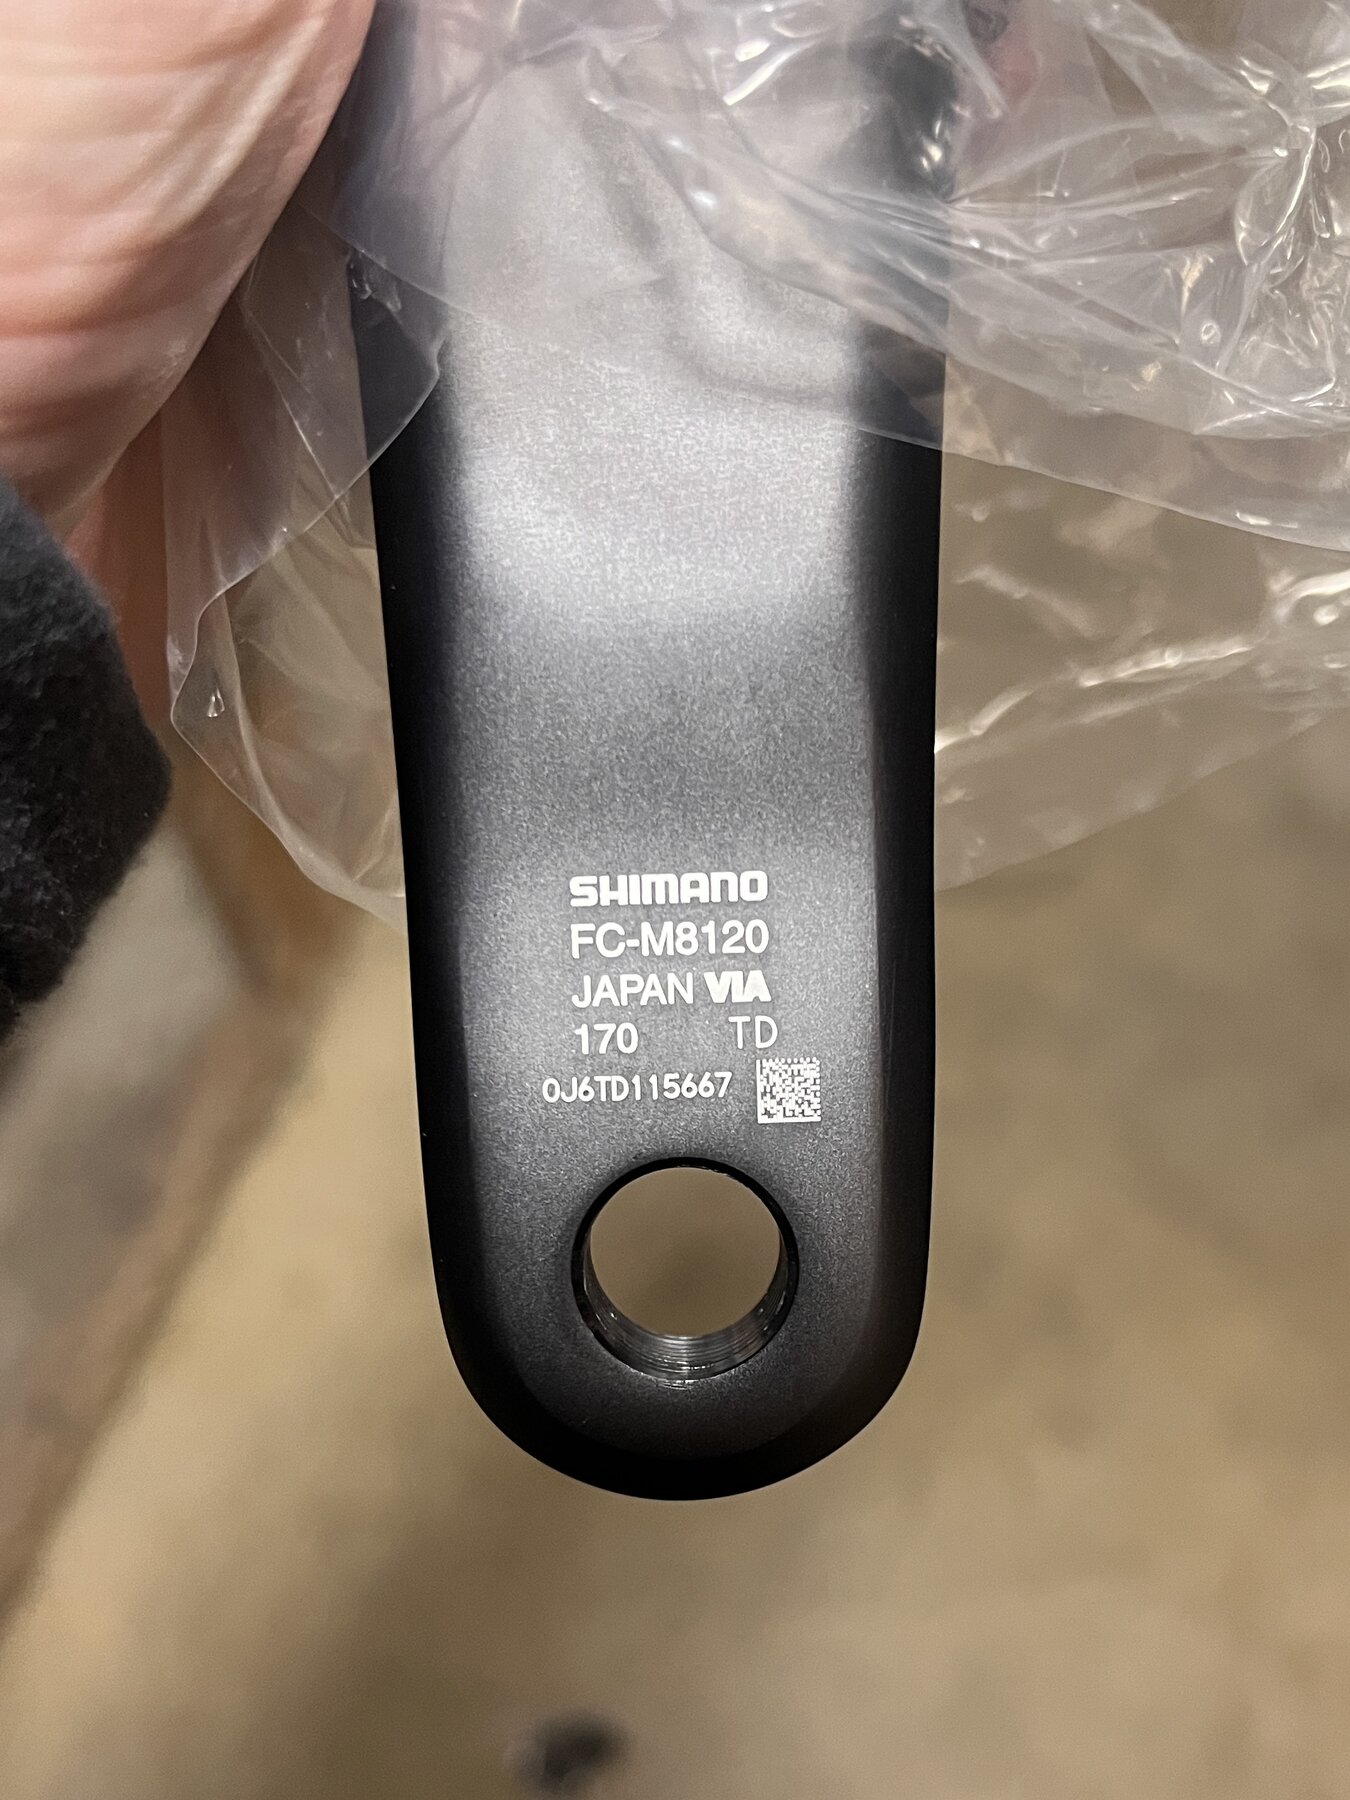 SHIMANO
FC-M8120
JAPAN VIA
170 TD
0J6TD115667